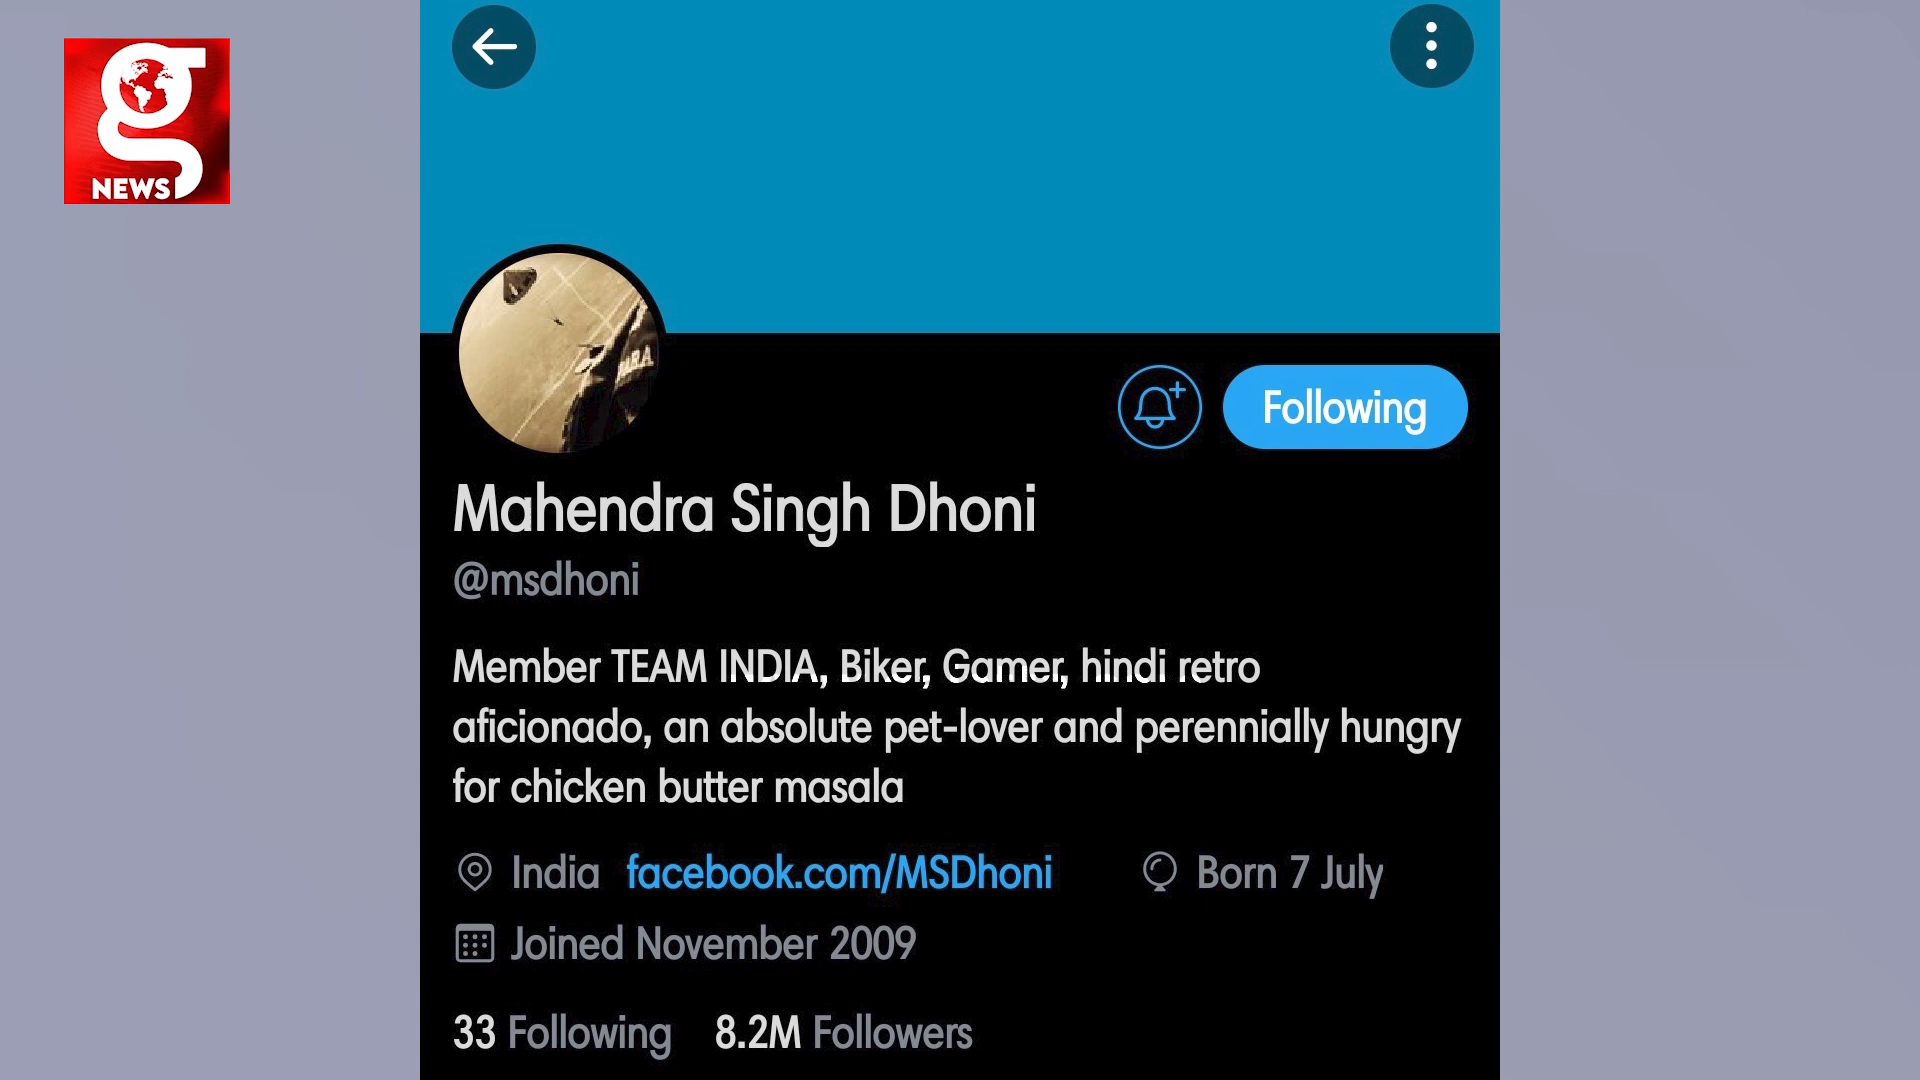 g
NEWS
Following
Mahendra Singh Dhoni
@msdhoni
Member TEAM INDIA, Biker, Gamer, hindi retro
aficionado, an absolute pet-lover and perennially hungry
for chicken butter masala
India facebook.com/MSDhoni Born 7 July
Joined November 2009
33 Following 8.2M Followers